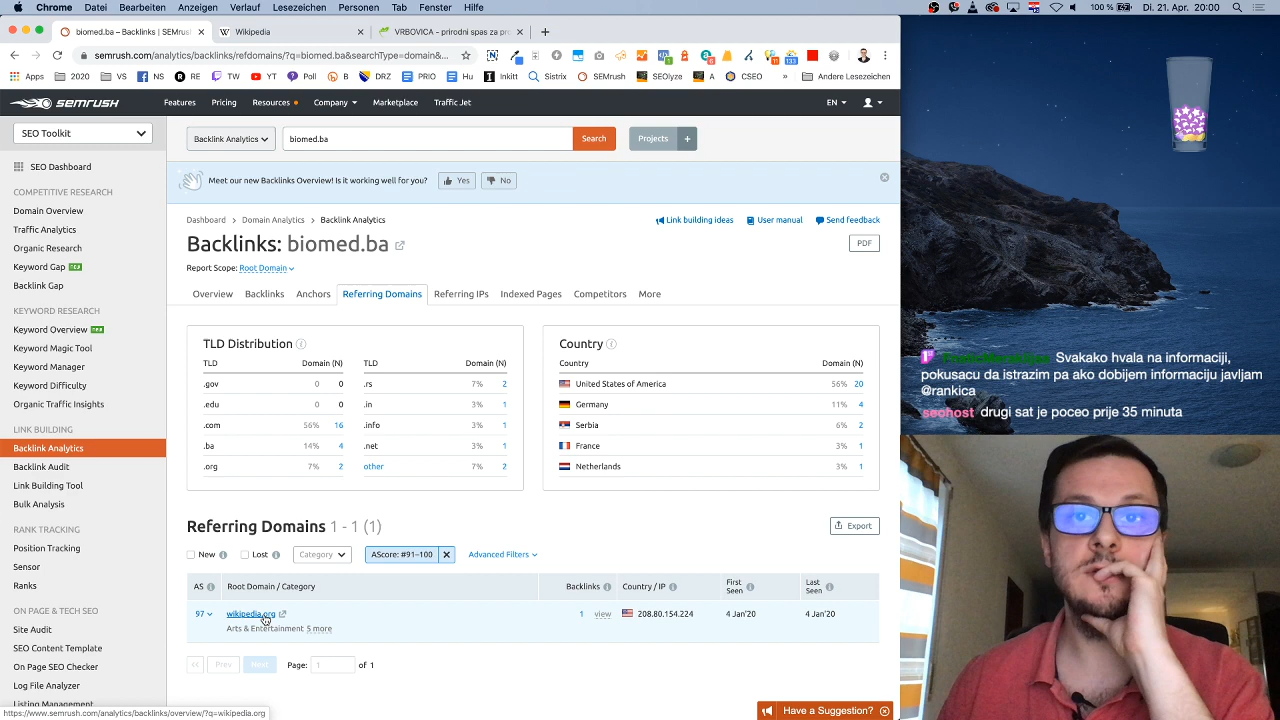 Chrome Datei Bearbeiten Anzeigen Verlauf Lesezeichen Personen Tab Fenster Hilfe
Di. 21. Apr. 20:00
biomed.ba – Backlinks | SEMrush
Wikipedia
VRBOVICA - prirodni spas za pro
semrush.com/analytics/backlinks/refdomains/?q=biomed.ba&searchType=domain&...
Apps 2020 VS NS RE TW YT Poll B DZ PRIO HE Inkitt Sistrix SEMrush SEOlyze A CSEO » Andere Lesezeichen
SEMRUSH Features Pricing Resources Company Marketplace Traffic Jet EN
SEO Toolkit
Backlink Analytics biomed.ba Search Projects +
SEO Dashboard
COMPETITIVE RESEARCH
Domain Overview
Traffic Analytics
Organic Research
Keyword Gap
Backlink Gap
KEYWORD RESEARCH
Keyword Overview
Keyword Magic Tool
Keyword Manager
Keyword Difficulty
Organic Traffic Insights
LINK BUILDING
Backlink Analytics
Backlink Audit
Link Building Tool
Bulk Analysis
RANK TRACKING
Position Tracking
Sensor
Ranks
ON PAGE & TECH SEO
Site Audit
SEO Content Template
On Page SEO Checker
Log File Analyzer
Listing Management
Meet our new Backlinks Overview! Is it working well for you? Yes No
Dashboard > Domain Analytics > Backlink Analytics
Link building ideas User manual Send feedback
Backlinks: biomed.ba
PDF
Report Scope: Root Domain
Overview Backlinks Anchors Referring Domains Referring IPs Indexed Pages Competitors More
TLD Distribution
TLD Domain (N) TLD Domain (N)
.gov 0 0 .rs 7% 2
.edu 0 0 .in 3% 1
.com 56% 16 .info 3% 1
.ba 14% 4 .net 3% 1
.org 7% 2 other 7% 2
Country
Country Domain (N)
United States of America 56% 20
Germany 11% 4
Serbia 6% 2
France 3% 1
Netherlands 3% 1
Referring Domains 1 - 1 (1)
Export
New Lost Category AScore: #91–100 Advanced Filters
AS Root Domain / Category Backlinks Country / IP First Seen Last Seen
97 wikipedia.org 1 view 208.80.154.224 4 Jan'20 4 Jan'20
Arts & Entertainment 5 more
<< Prev Next Page: 1 of 1
https://www.semrush.com/analytics/backlinks/overview/?q=wikipedia.org
Have a Suggestion?
Svakako hvala na informaciji,
pokusacu da istrazim pa ako dobijem informaciju javljam
@rankica
seohost drugi sat je poceo prije 35 minuta